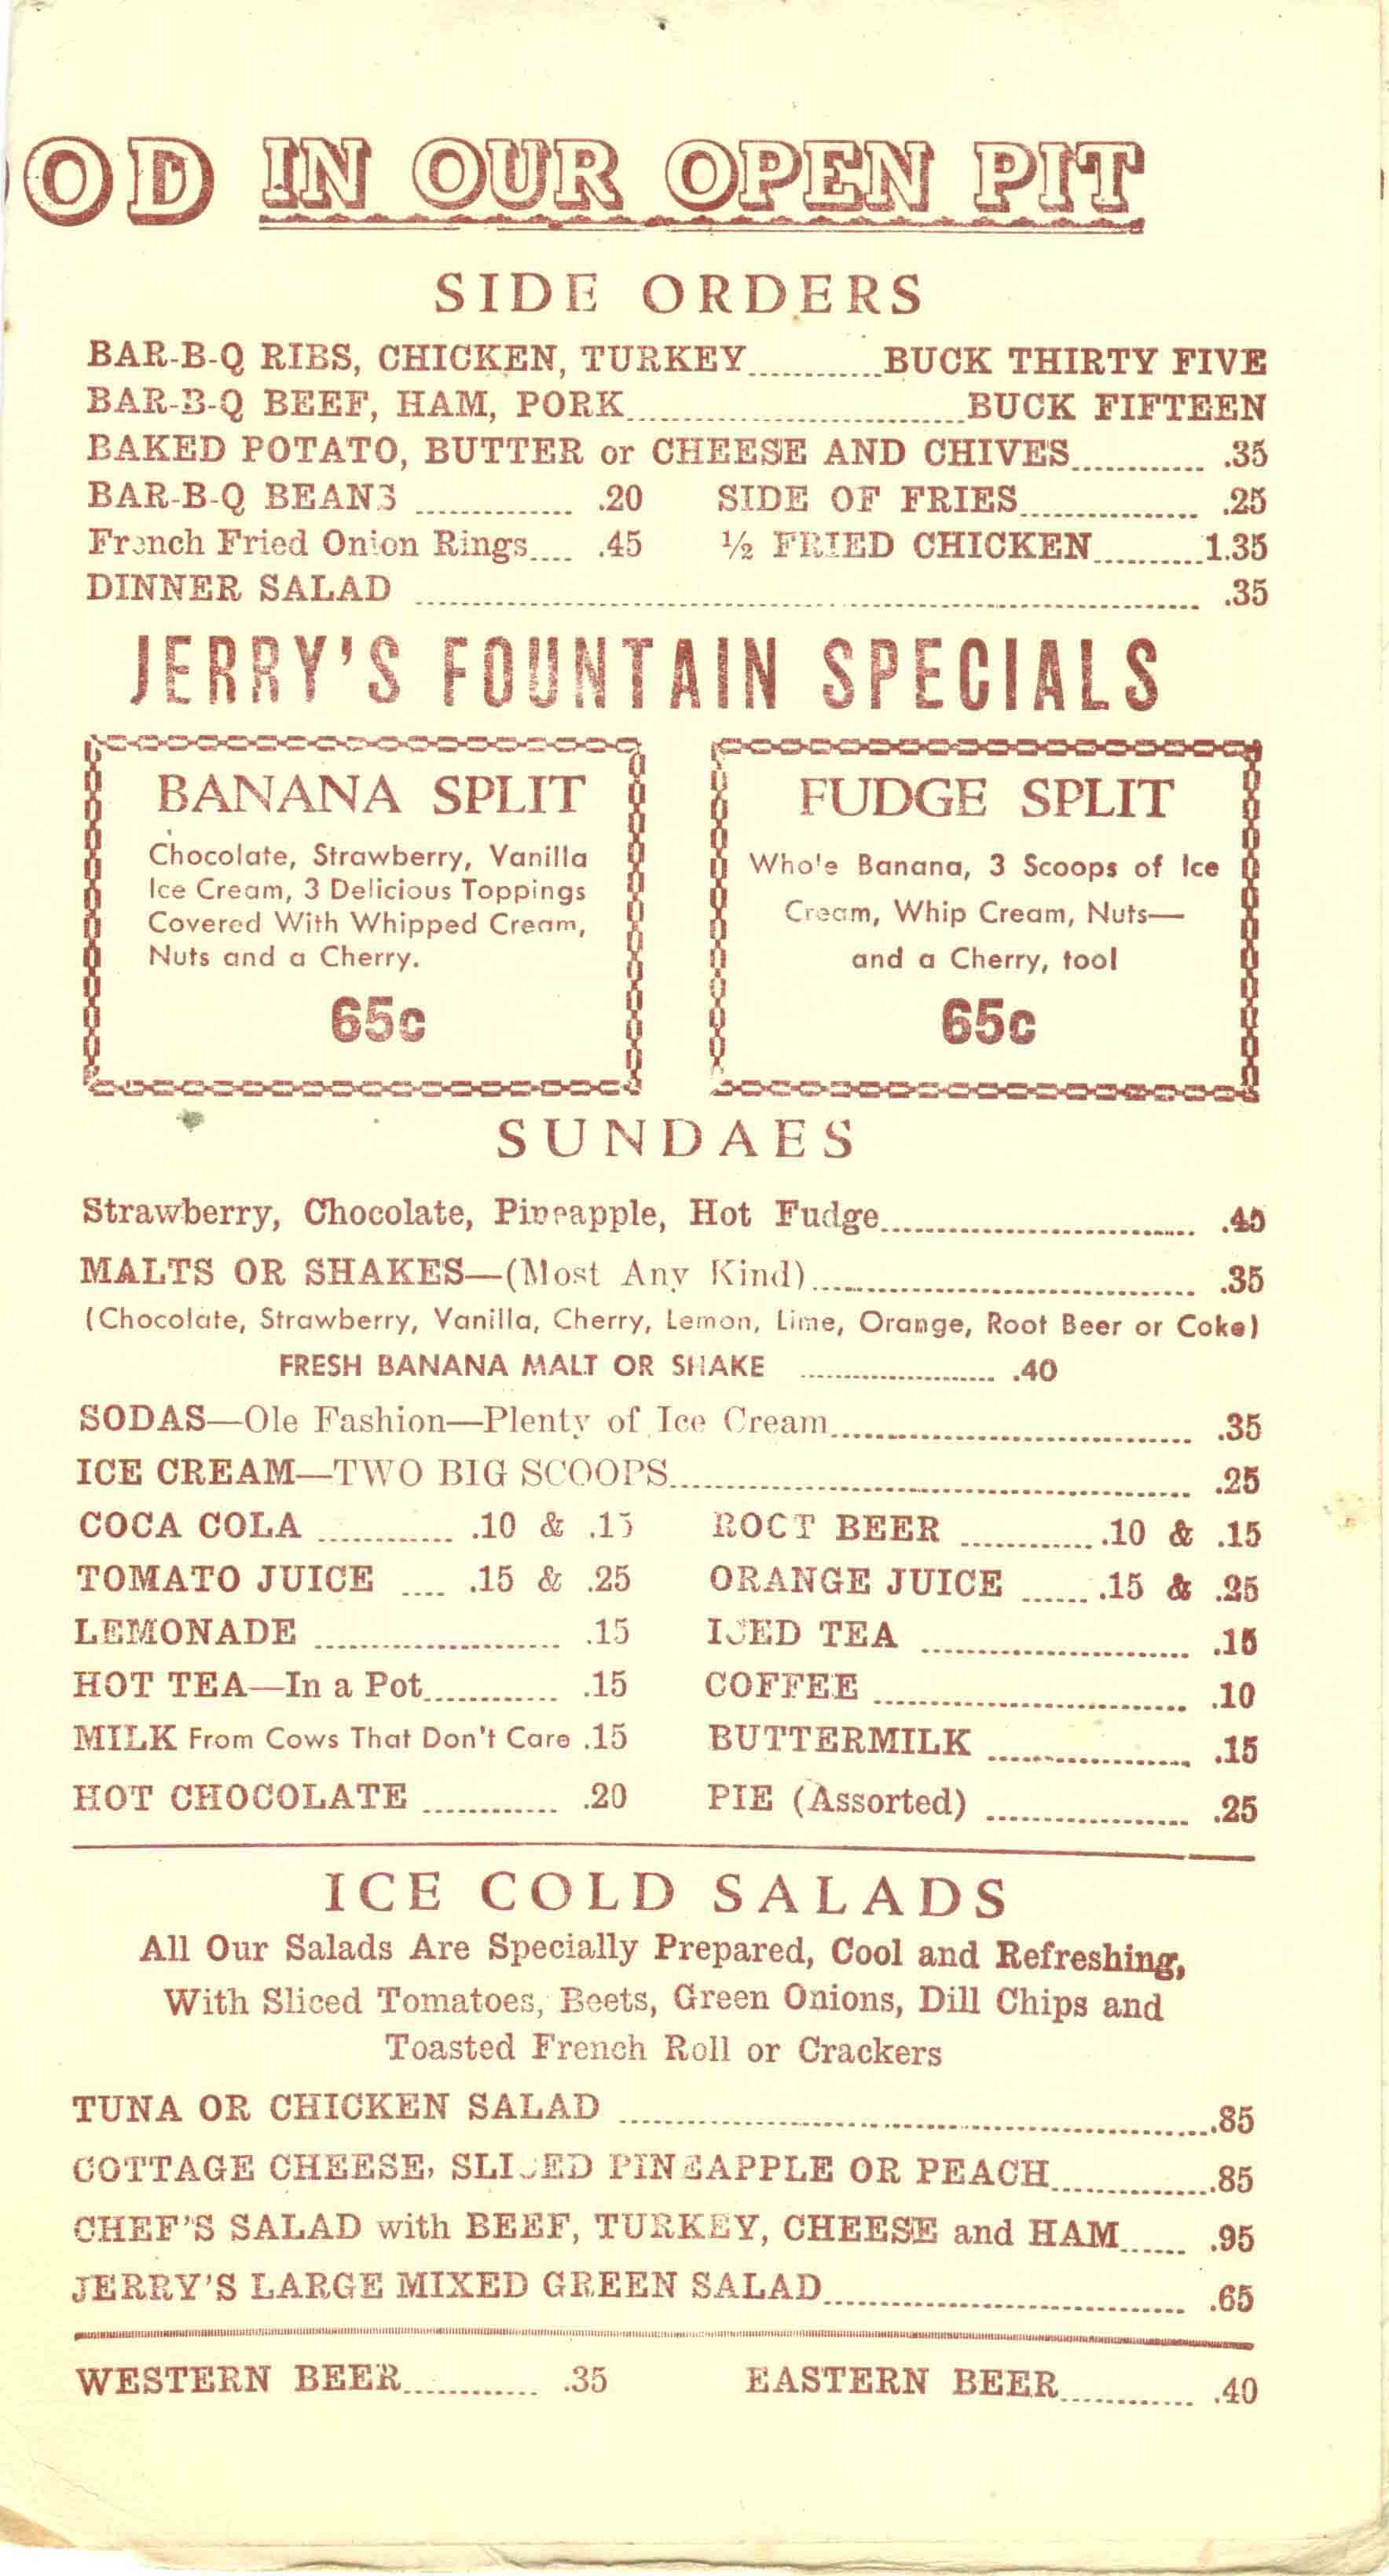 OD IN OUR OPEN PIT
SIDE ORDERS
BAR-B-Q RIBS, CHICKEN, TURKEY............BUCK THIRTY FIVE
BAR-B-Q BEEF, HAM, PORK..............................BUCK FIFTEEN
BAKED POTATO, BUTTER or CHEESE AND CHIVES............ .35
BAR-B-Q BEANS .............. .20 SIDE OF FRIES................ .25
French Fried Onion Rings.... .45 ½ FRIED CHICKEN..........1.35
DINNER SALAD ...................................................................... .35
JERRY'S FOUNTAIN SPECIALS
BANANA SPLIT
Chocolate, Strawberry, Vanilla
Ice Cream, 3 Delicious Toppings
Covered With Whipped Cream,
Nuts and a Cherry.
65c
FUDGE SPLIT
Whole Banana, 3 Scoops of Ice
Cream, Whip Cream, Nuts—
and a Cherry, too!
65c
SUNDAES
Strawberry, Chocolate, Pineapple, Hot Fudge............................ .45
MALTS OR SHAKES—(Most Any Kind).................................. .35
(Chocolate, Strawberry, Vanilla, Cherry, Lemon, Lime, Orange, Root Beer or Coke)
FRESH BANANA MALT OR SHAKE ...................... .40
SODAS—Ole Fashion—Plenty of Ice Cream................................ .35
ICE CREAM—TWO BIG SCOOPS.............................................. .25
COCA COLA ............ .10 & .15 ROOT BEER ............ .10 & .15
TOMATO JUICE .... .15 & .25 ORANGE JUICE ...... .15 & .25
LEMONADE ...................... .15 ICED TEA ........................ .15
HOT TEA—In a Pot............ .15 COFFEE ............................ .10
MILK From Cows That Don't Care .15 BUTTERMILK .................. .15
HOT CHOCOLATE ............ .20 PIE (Assorted) .................. .25
ICE COLD SALADS
All Our Salads Are Specially Prepared, Cool and Refreshing,
With Sliced Tomatoes, Beets, Green Onions, Dill Chips and
Toasted French Roll or Crackers
TUNA OR CHICKEN SALAD .....................................................85
COTTAGE CHEESE, SLICED PINEAPPLE OR PEACH..............85
CHEF'S SALAD with BEEF, TURKEY, CHEESE and HAM...... .95
JERRY'S LARGE MIXED GREEN SALAD................................ .65
WESTERN BEER............ .35 EASTERN BEER............ .40